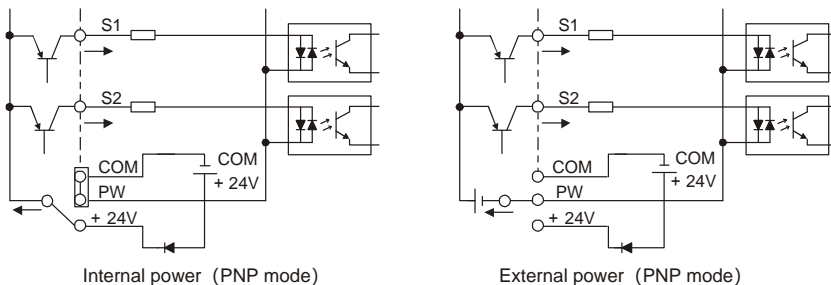 S1
S2
COM
COM
+ 24V
PW
+ 24V
Internal power (PNP mode)
S1
S2
COM
COM
+ 24V
PW
+ 24V
External power (PNP mode)